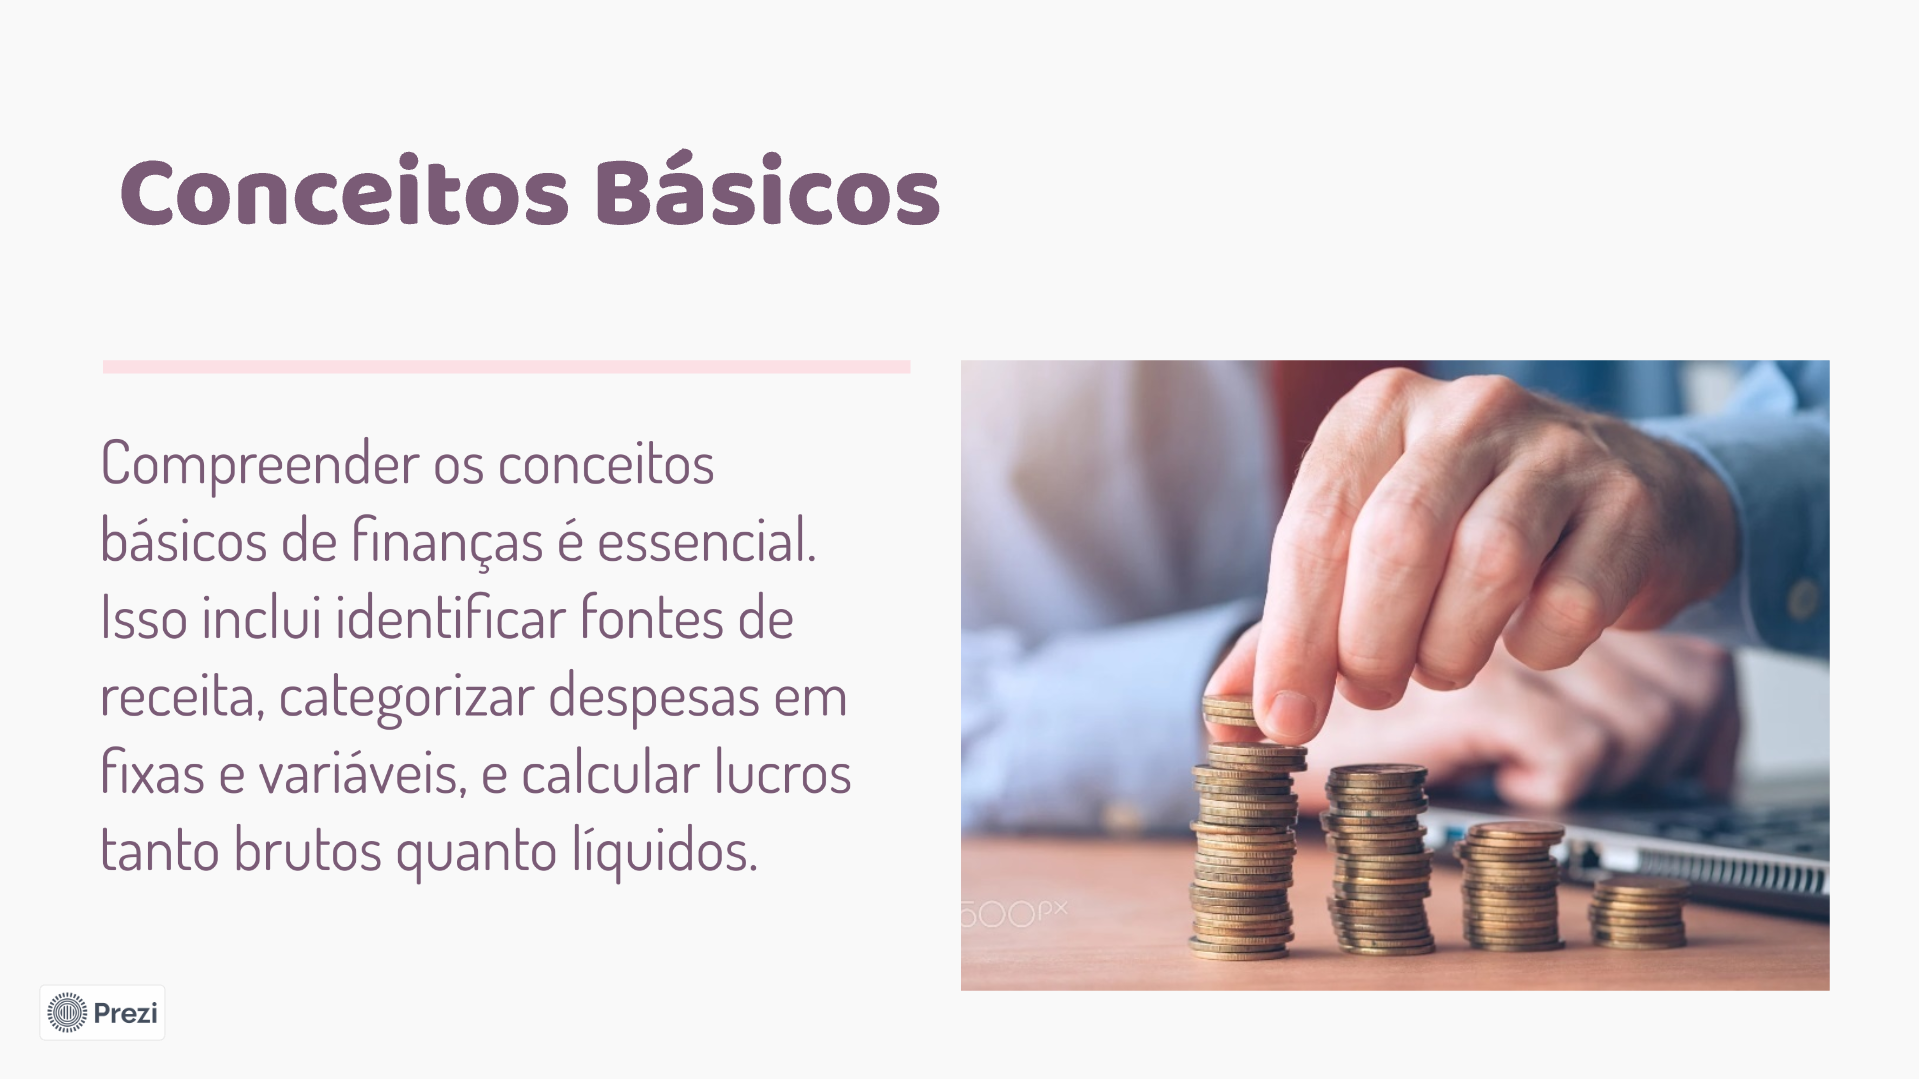 Conceitos Básicos
Compreender os conceitos
básicos de finanças é essencial.
Isso inclui identificar fontes de
receita, categorizar despesas em
fixas e variáveis, e calcular lucros
tanto brutos quanto líquidos.
500px
Prezi